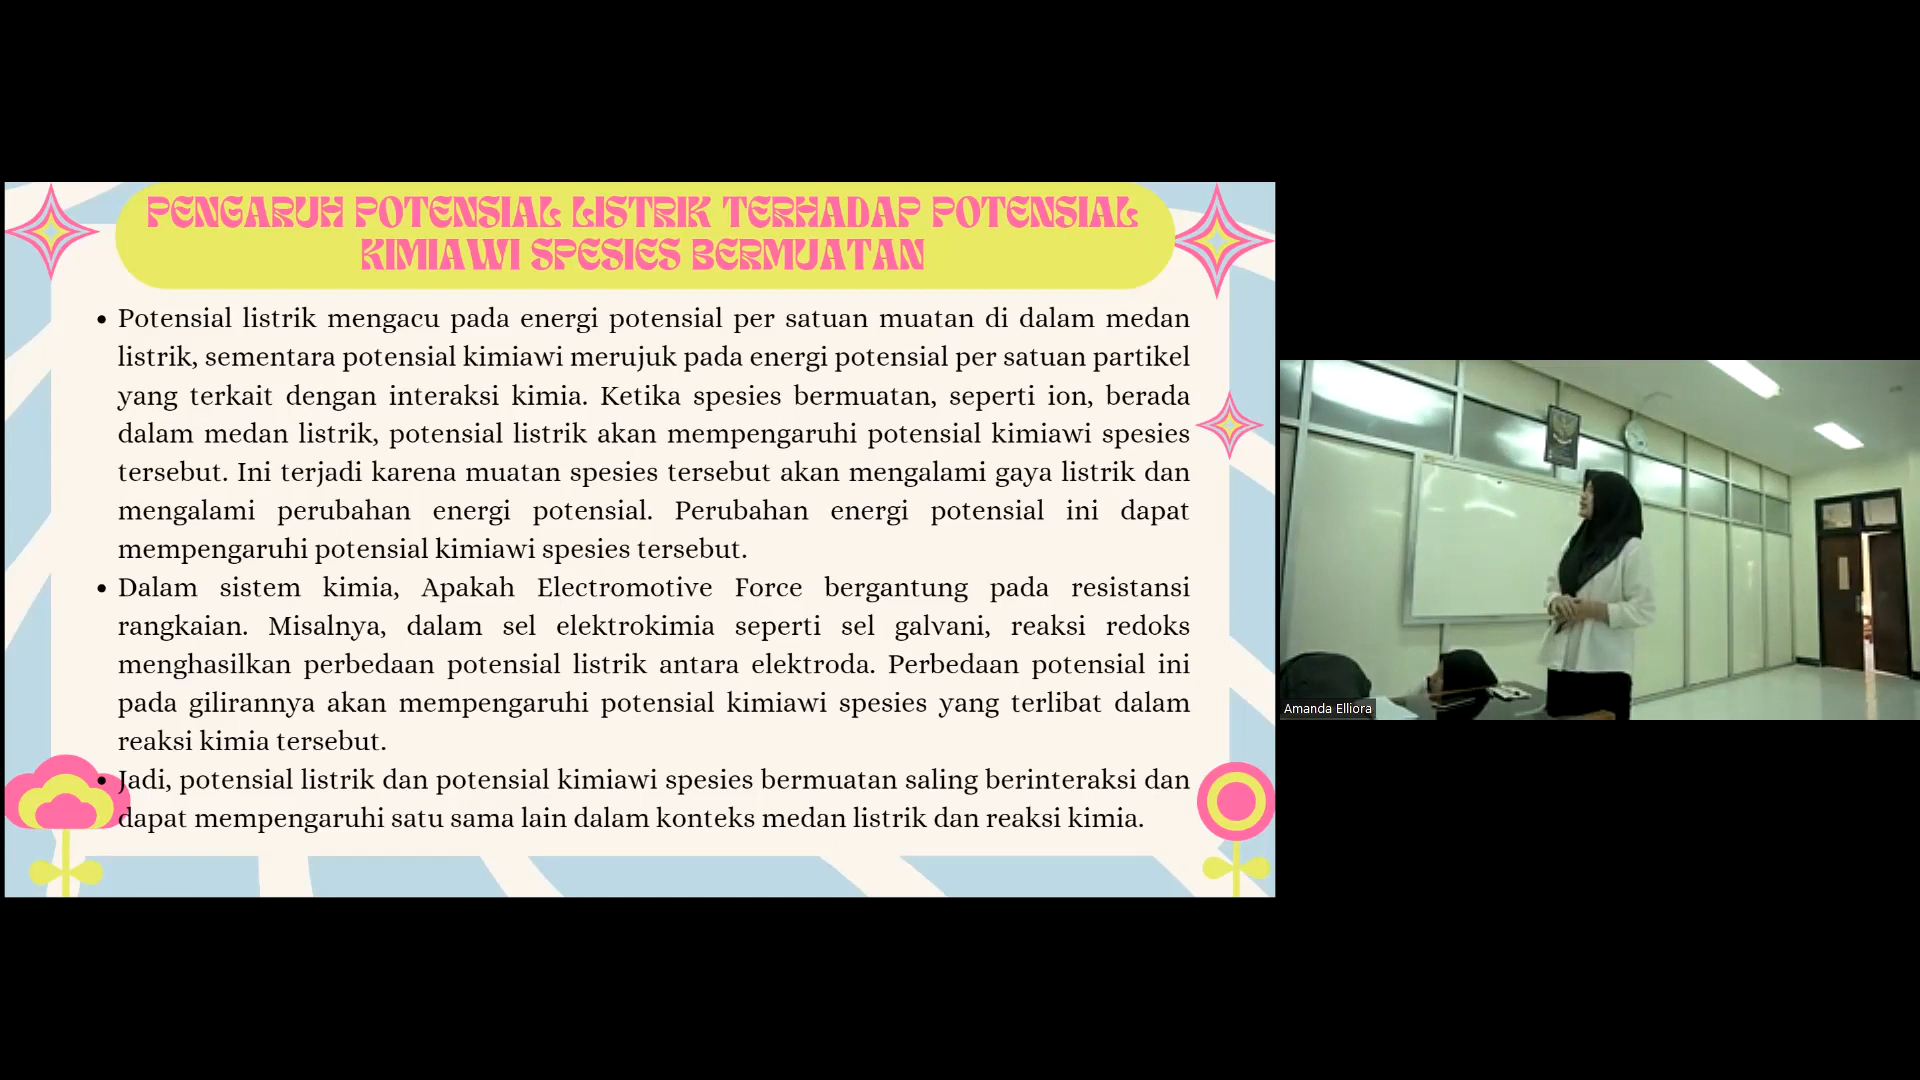 PENGARUH POTENSIAL LISTRIK TERHADAP POTENSIAL
KIMIAWI SPESIES BERMUATAN
• Potensial listrik mengacu pada energi potensial per satuan muatan di dalam medan
listrik, sementara potensial kimiawi merujuk pada energi potensial per satuan partikel
yang terkait dengan interaksi kimia. Ketika spesies bermuatan, seperti ion, berada
dalam medan listrik, potensial listrik akan mempengaruhi potensial kimiawi spesies
tersebut. Ini terjadi karena muatan spesies tersebut akan mengalami gaya listrik dan
mengalami perubahan energi potensial. Perubahan energi potensial ini dapat
mempengaruhi potensial kimiawi spesies tersebut.
• Dalam sistem kimia, Apakah Electromotive Force bergantung pada resistansi
rangkaian. Misalnya, dalam sel elektrokimia seperti sel galvani, reaksi redoks
menghasilkan perbedaan potensial listrik antara elektroda. Perbedaan potensial ini
pada gilirannya akan mempengaruhi potensial kimiawi spesies yang terlibat dalam
reaksi kimia tersebut.
• Jadi, potensial listrik dan potensial kimiawi spesies bermuatan saling berinteraksi dan
dapat mempengaruhi satu sama lain dalam konteks medan listrik dan reaksi kimia.
Amanda Elliora